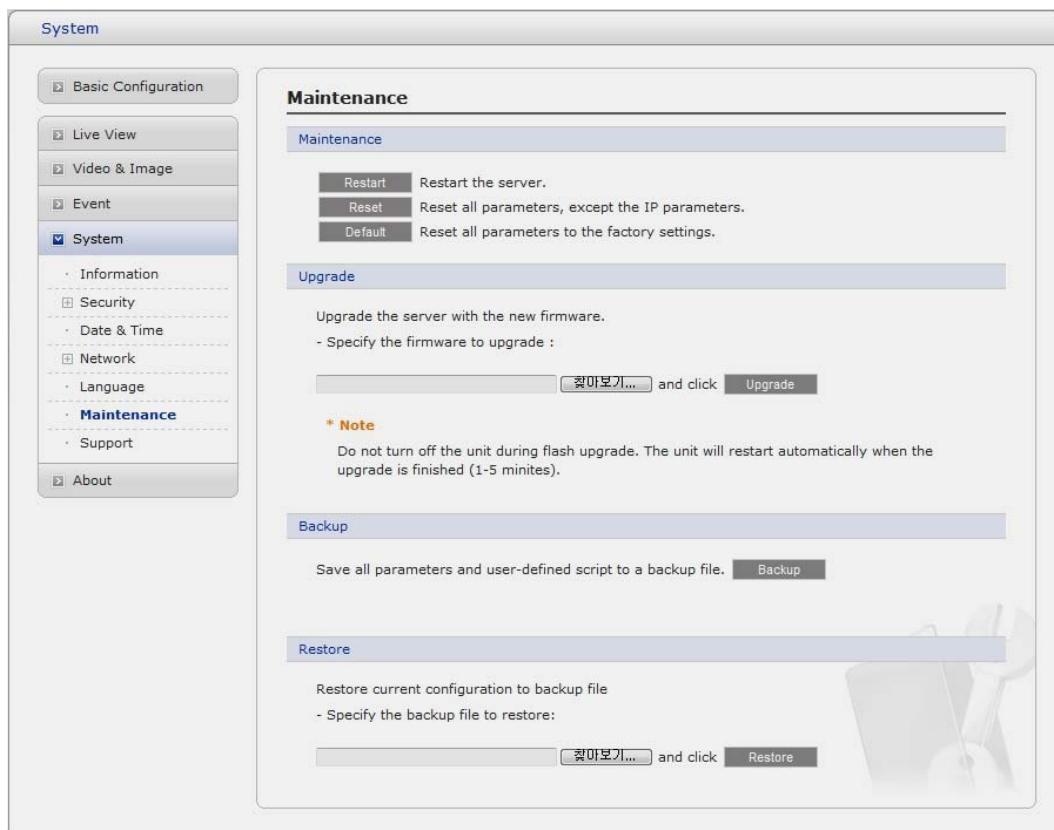 System
Basic Configuration
Live View
Video & Image
Event
System
Information
Security
Date & Time
Network
Language
Maintenance
Support
About
Maintenance
Maintenance
Restart Restart the server.
Reset Reset all parameters, except the IP parameters.
Default Reset all parameters to the factory settings.
Upgrade
Upgrade the server with the new firmware.
- Specify the firmware to upgrade :
찾아보기... and click Upgrade
* Note
Do not turn off the unit during flash upgrade. The unit will restart automatically when the
upgrade is finished (1-5 minites).
Backup
Save all parameters and user-defined script to a backup file. Backup
Restore
Restore current configuration to backup file
- Specify the backup file to restore:
찾아보기... and click Restore